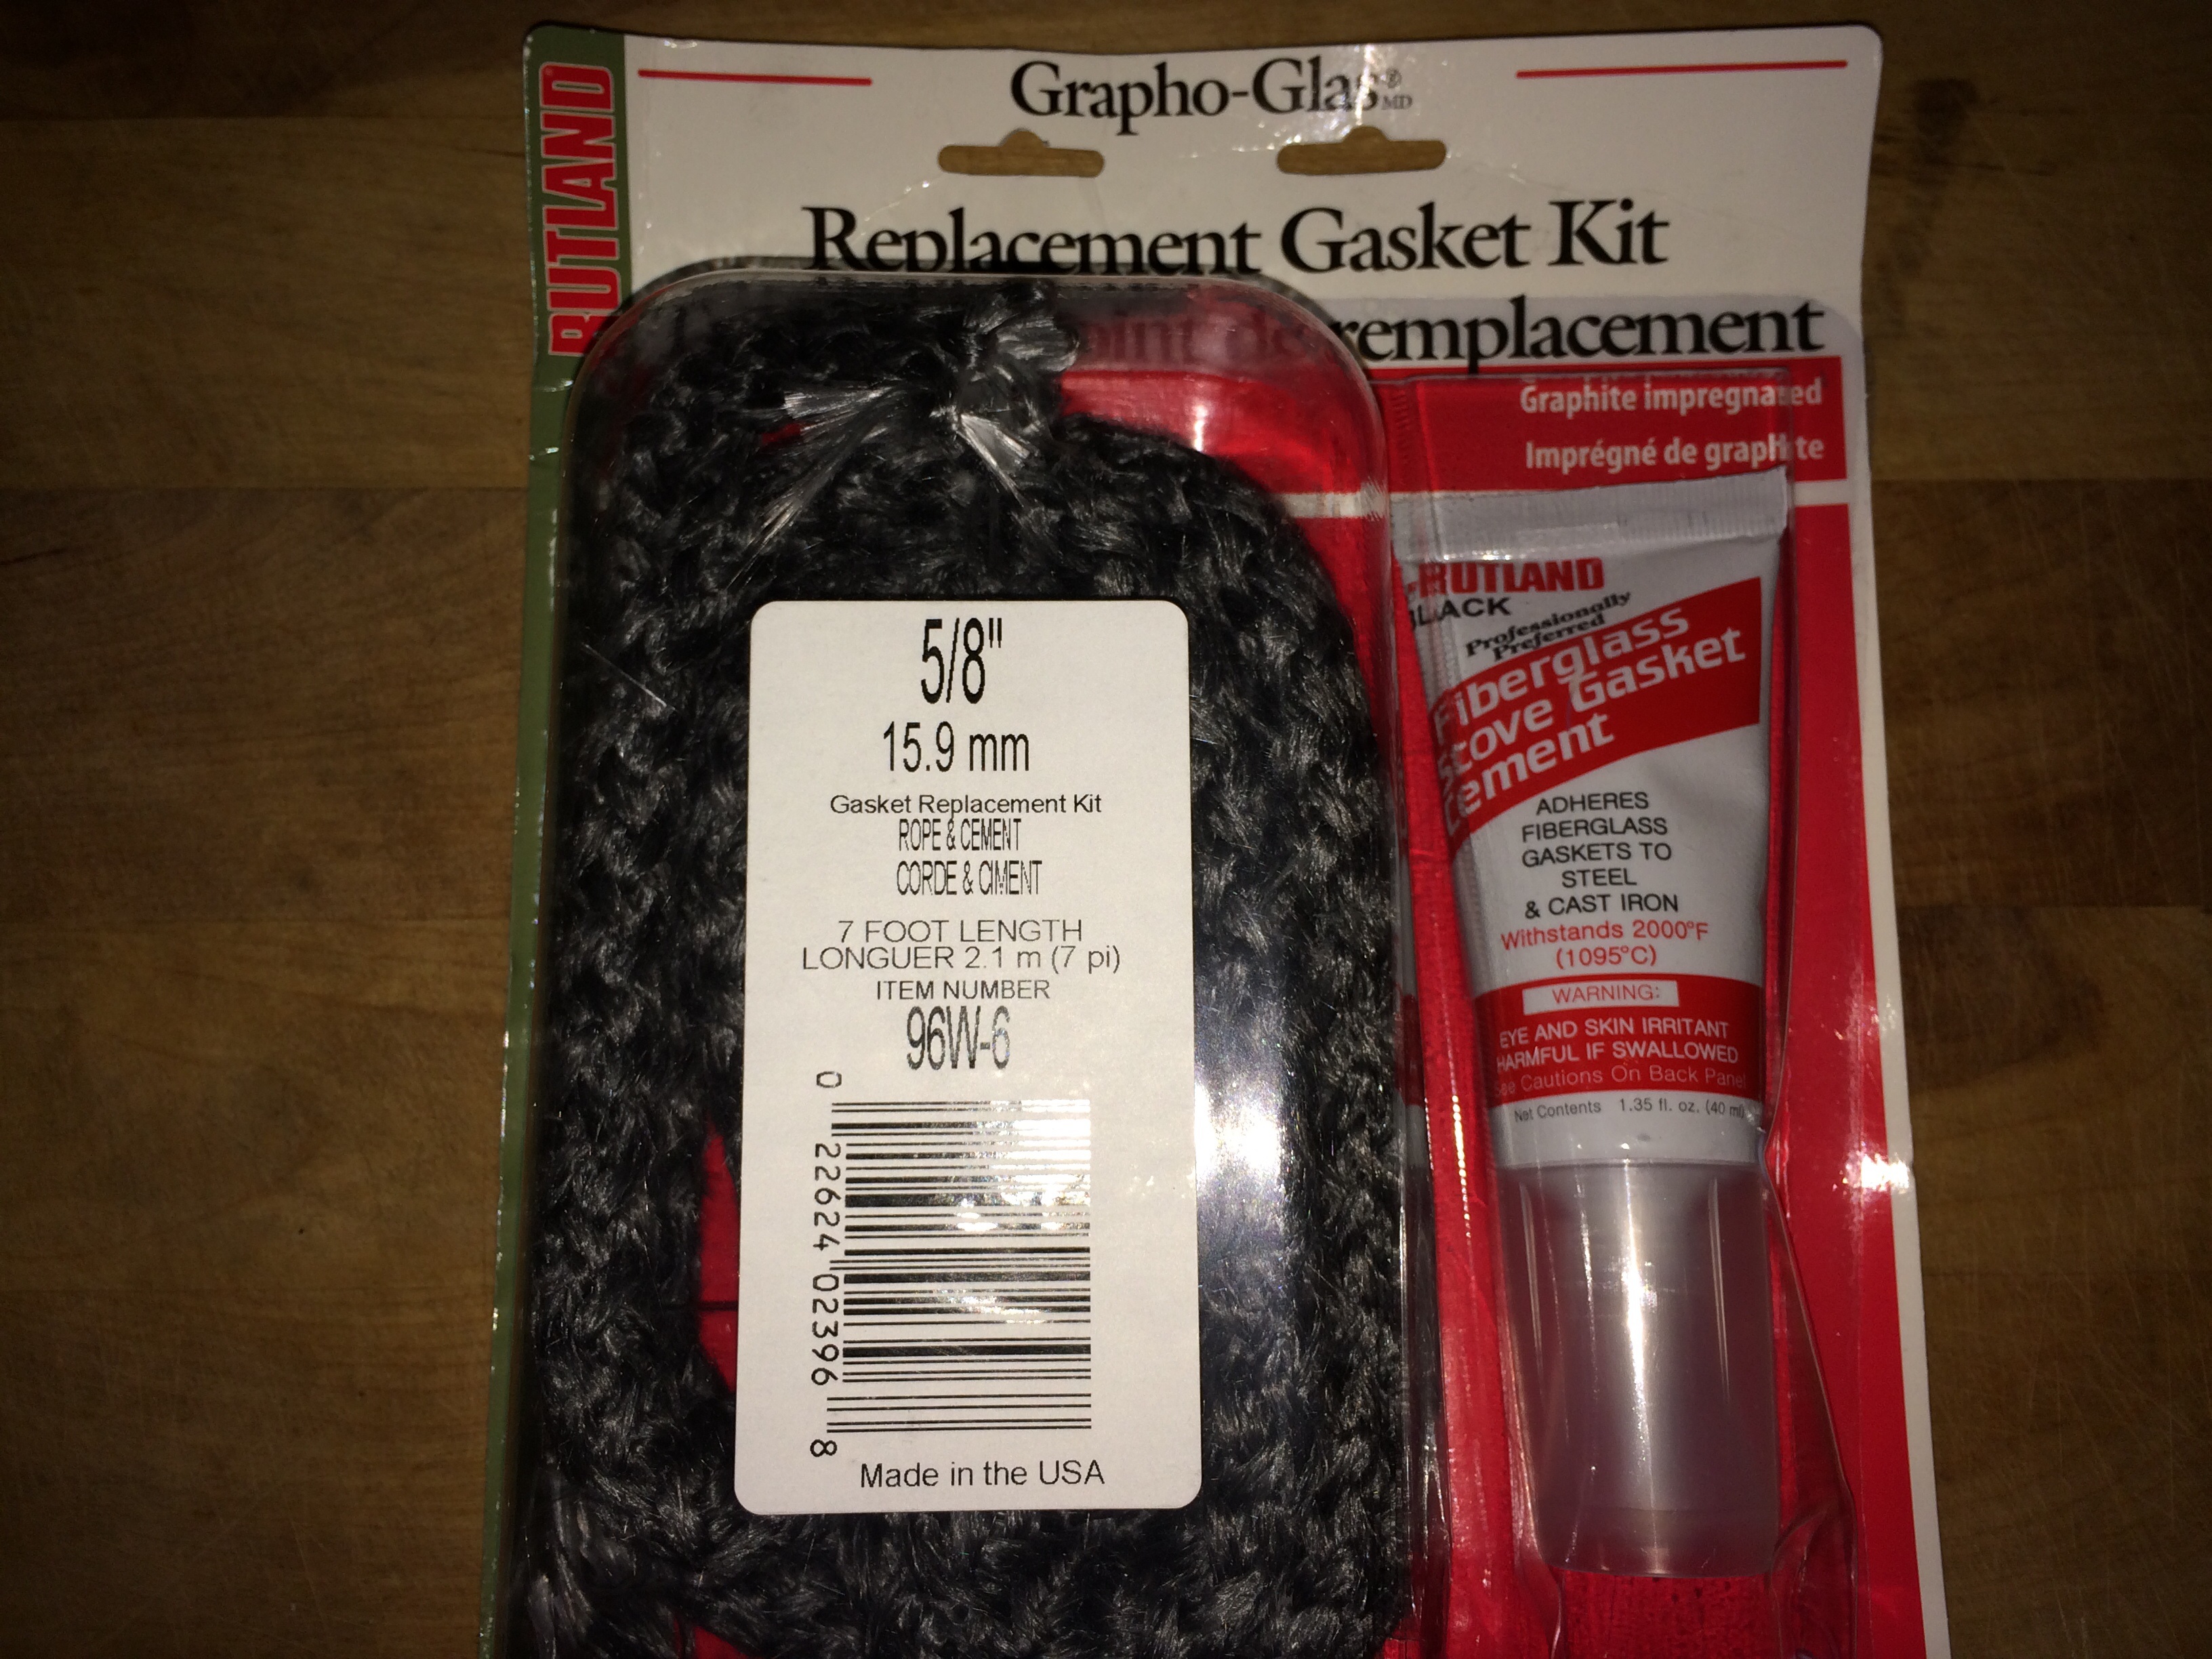 RUTLAND
Grapho-Glas®MD
Replacement Gasket Kit
remplacement
Graphite impregnated
Imprégné de graphite
5/8"
15.9 mm
Gasket Replacement Kit
ROPE & CEMENT
CORDE & CIMENT
7 FOOT LENGTH
LONGUER 2.1 m (7 pi)
ITEM NUMBER
96W-6
0 22624 02396 8
Made in the USA
RUTLAND
BLACK
Professionally
Preferred
Fiberglass
Stove Gasket
Cement
ADHERES
FIBERGLASS
GASKETS TO
STEEL
& CAST IRON
Withstands 2000°F
(1095°C)
WARNING:
EYE AND SKIN IRRITANT
HARMFUL IF SWALLOWED
See Cautions On Back Panel
Net Contents 1.35 fl. oz. (40 ml)